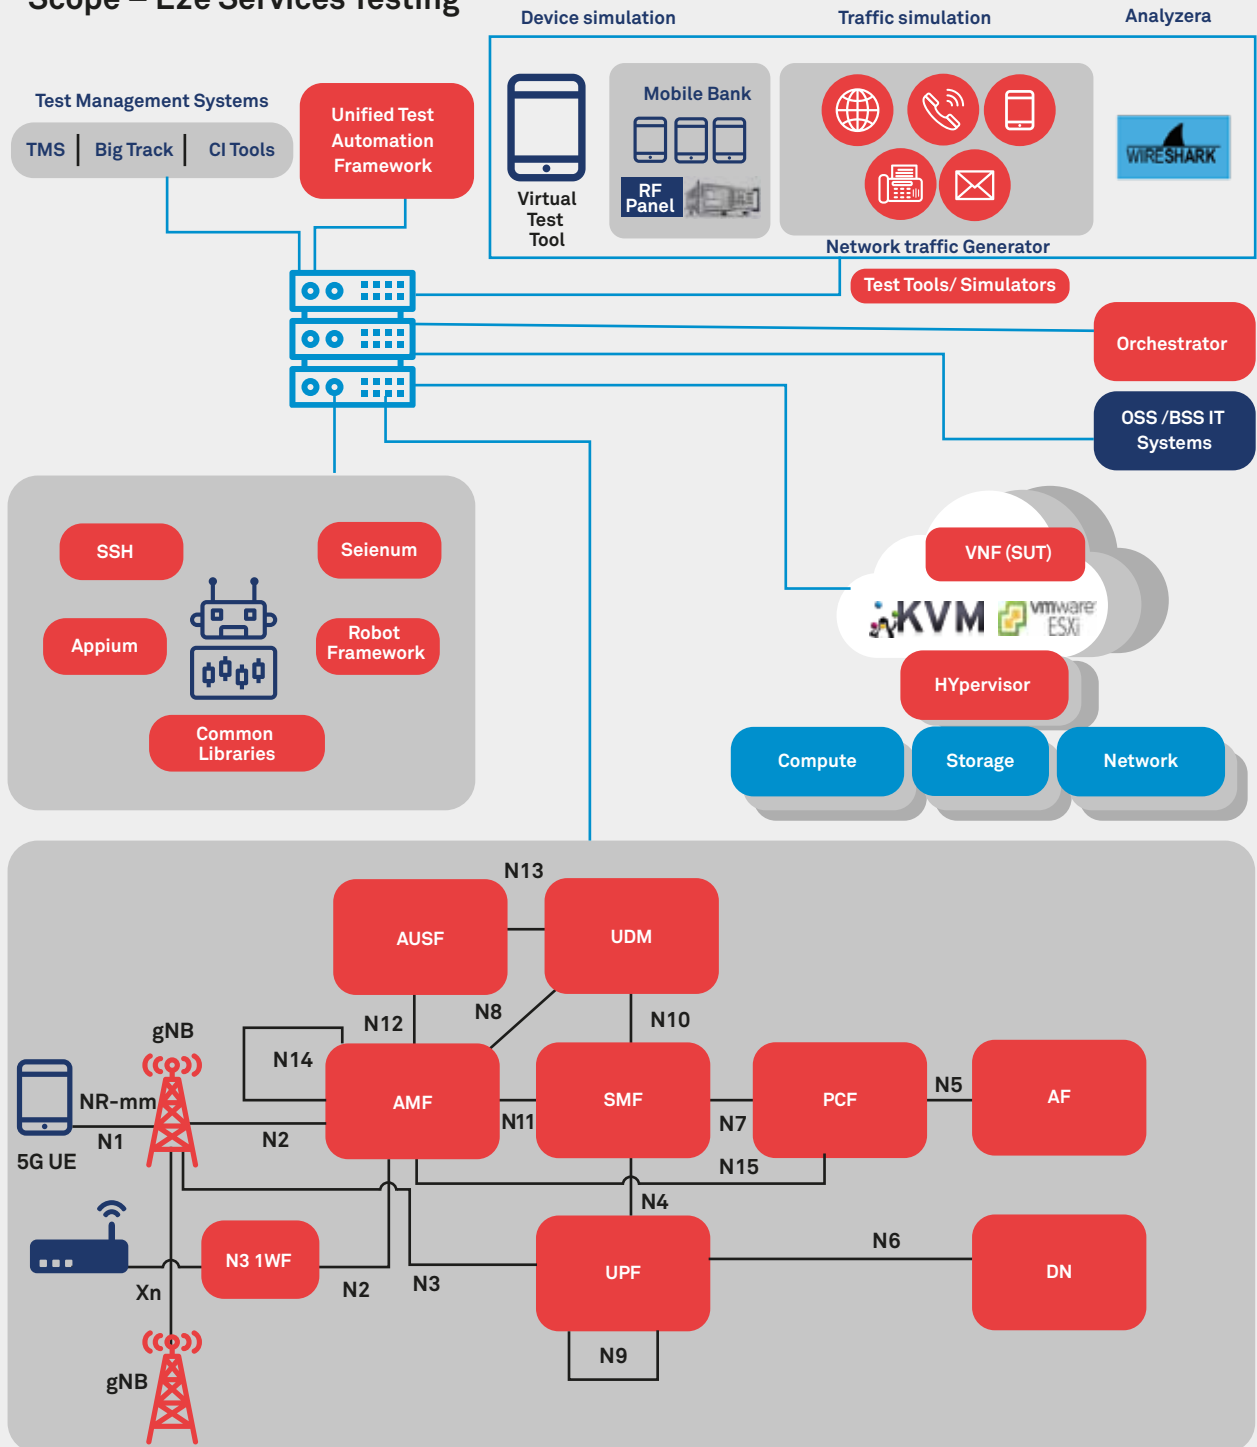 Scope – E2e Services Testing
Device simulation
Traffic simulation
Analyzera
Test Management Systems
TMS | Big Track | CI Tools
Unified Test
Automation
Framework
Virtual
Test
Tool
Mobile Bank
RF
Panel
Network traffic Generator
WIRESHARK
Test Tools/ Simulators
Orchestrator
OSS /BSS IT
Systems
SSH
Seienum
Appium
Robot
Framework
Common
Libraries
VNF (SUT)
KVM
vmware
ESXi
HYpervisor
Compute
Storage
Network
N13
AUSF
UDM
N12
N8
N10
gNB
N14
NR-mm
N1
5G UE
N2
AMF
N11
SMF
N7
PCF
N5
AF
N15
N4
N3 1WF
N2
N3
UPF
N6
DN
Xn
N9
gNB